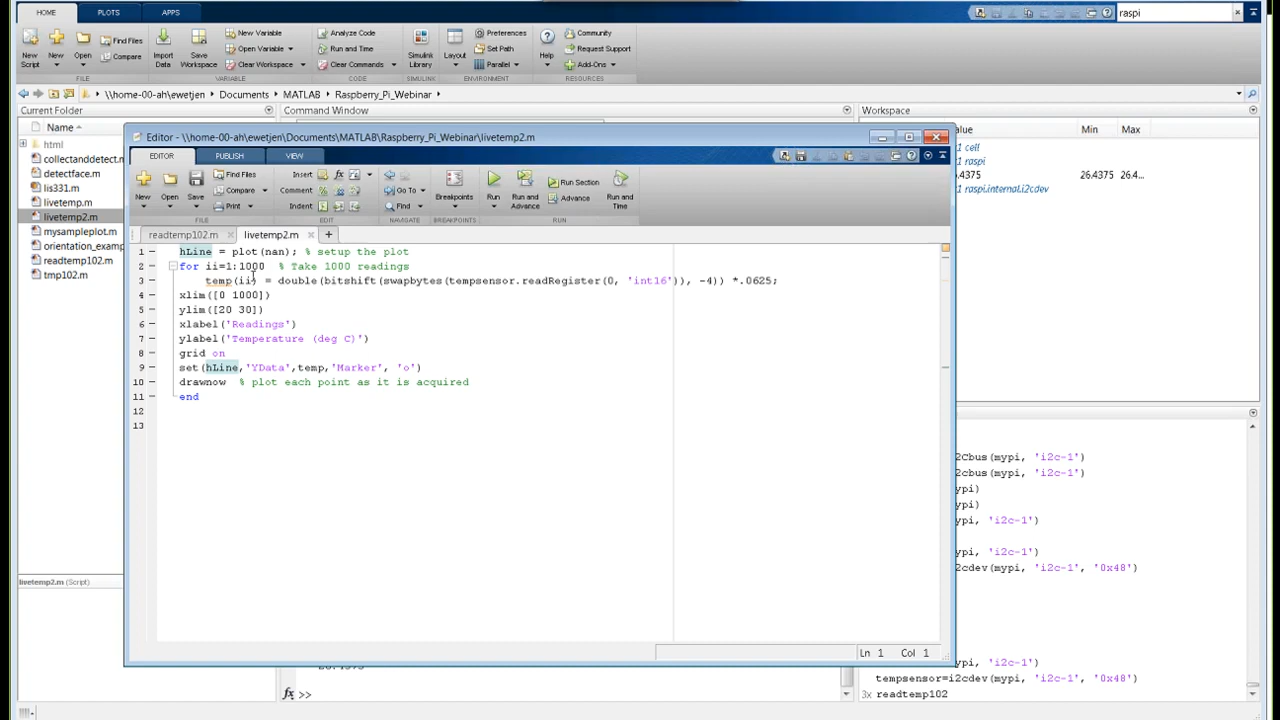 HOME PLOTS APPS
raspi
New Script
New
Open
Find Files
Compare
Import Data
Save Workspace
New Variable
Open Variable
Clear Workspace
Analyze Code
Run and Time
Clear Commands
Simulink Library
Layout
Preferences
Set Path
Parallel
Help
Community
Request Support
Add-Ons
FILE VARIABLE CODE SIMULINK ENVIRONMENT RESOURCES
\\home-00-ah\ewetjen Documents MATLAB Raspberry_Pi_Webinar
Current Folder Command Window Workspace
Name
html
collectanddetect.m
detectface.m
lis331.m
livetemp.m
livetemp2.m
mysampleplot.m
orientation_examp
readtemp102.m
tmp102.m
livetemp2.m (Script)
Editor - \\home-00-ah\ewetjen\Documents\MATLAB\Raspberry_Pi_Webinar\livetemp2.m
EDITOR PUBLISH VIEW
New
Open
Save
Find Files
Compare
Print
Insert
Comment
Indent
Go To
Find
Breakpoints
Run
Run and Advance
Run Section
Advance
Run and Time
FILE EDIT NAVIGATE BREAKPOINTS RUN
readtemp102.m livetemp2.m
1 hLine = plot(nan); % setup the plot
2 for ii=1:1000 % Take 1000 readings
3 temp(ii) = double(bitshift(swapbytes(tempsensor.readRegister(0, 'int16')), -4)) *.0625;
4 xlim([0 1000])
5 ylim([20 30])
6 xlabel('Readings')
7 ylabel('Temperature (deg C)')
8 grid on
9 set(hLine,'YData',temp,'Marker', 'o')
10 drawnow % plot each point as it is acquired
11 end
12
13
Ln 1 Col 1
fx >>
alue Min Max
1 cell
1 raspi
.4375 26.4375 26.4...
1 raspi.internal.i2cdev
2Cbus(mypi, 'i2c-1')
2Cbus(mypi, 'i2c-1')
ypi)
ypi)
ypi, 'i2c-1')
ypi, 'i2c-1')
2cdev(mypi, 'i2c-1', '0x48')
ypi, 'i2c-1')
tempsensor=i2cdev(mypi, 'i2c-1', '0x48')
3x readtemp102